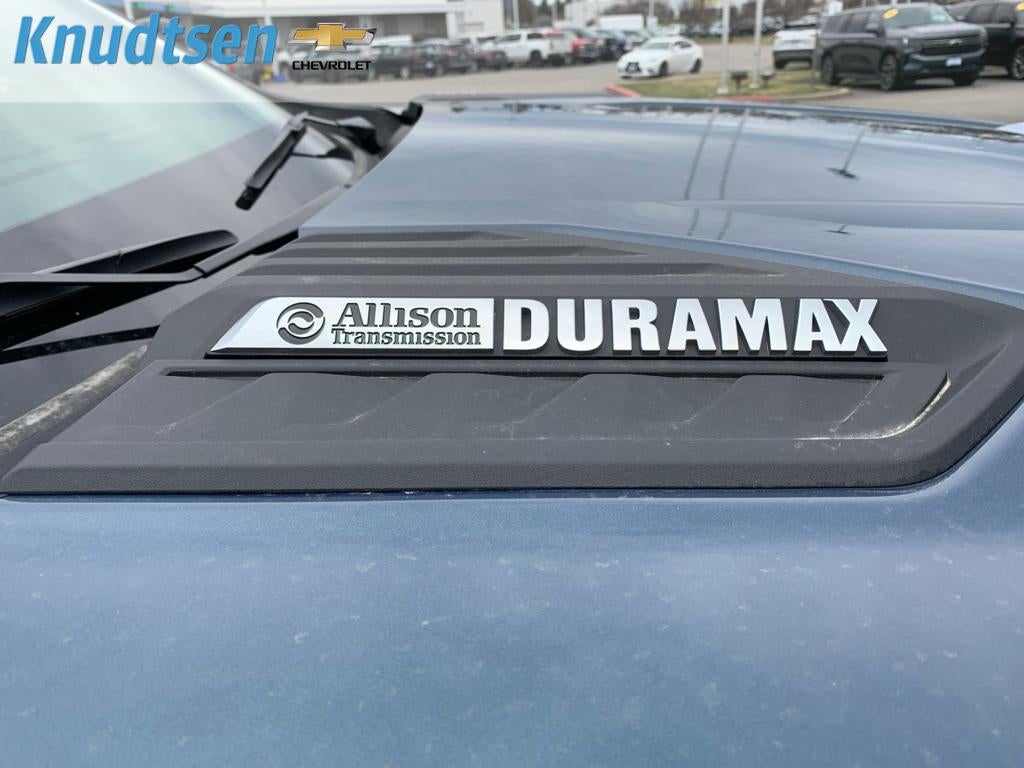 Knudtsen
CHEVROLET
Allison
Transmission
DURAMAX